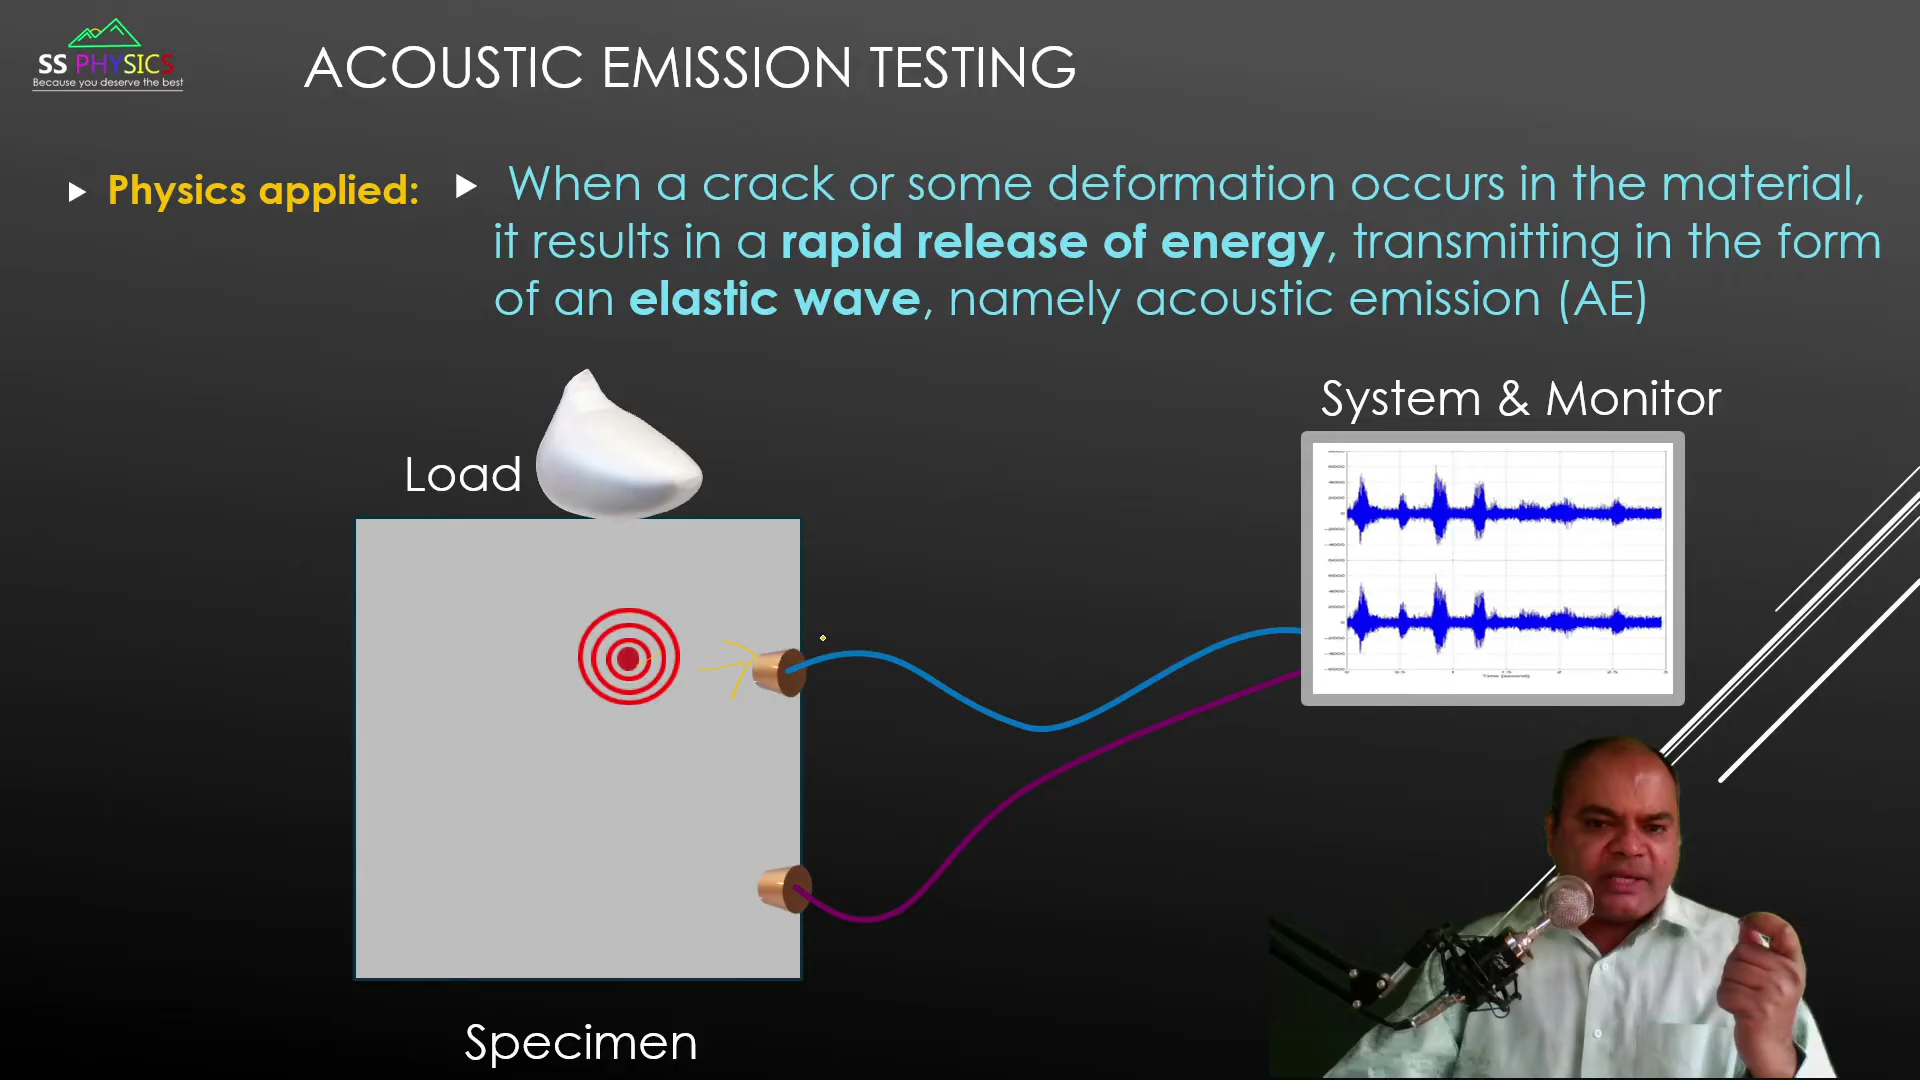 SS PHYSICS
Because you deserve the best
ACOUSTIC EMISSION TESTING
Physics applied:
When a crack or some deformation occurs in the material,
it results in a rapid release of energy, transmitting in the form
of an elastic wave, namely acoustic emission (AE)
System & Monitor
Load
Specimen